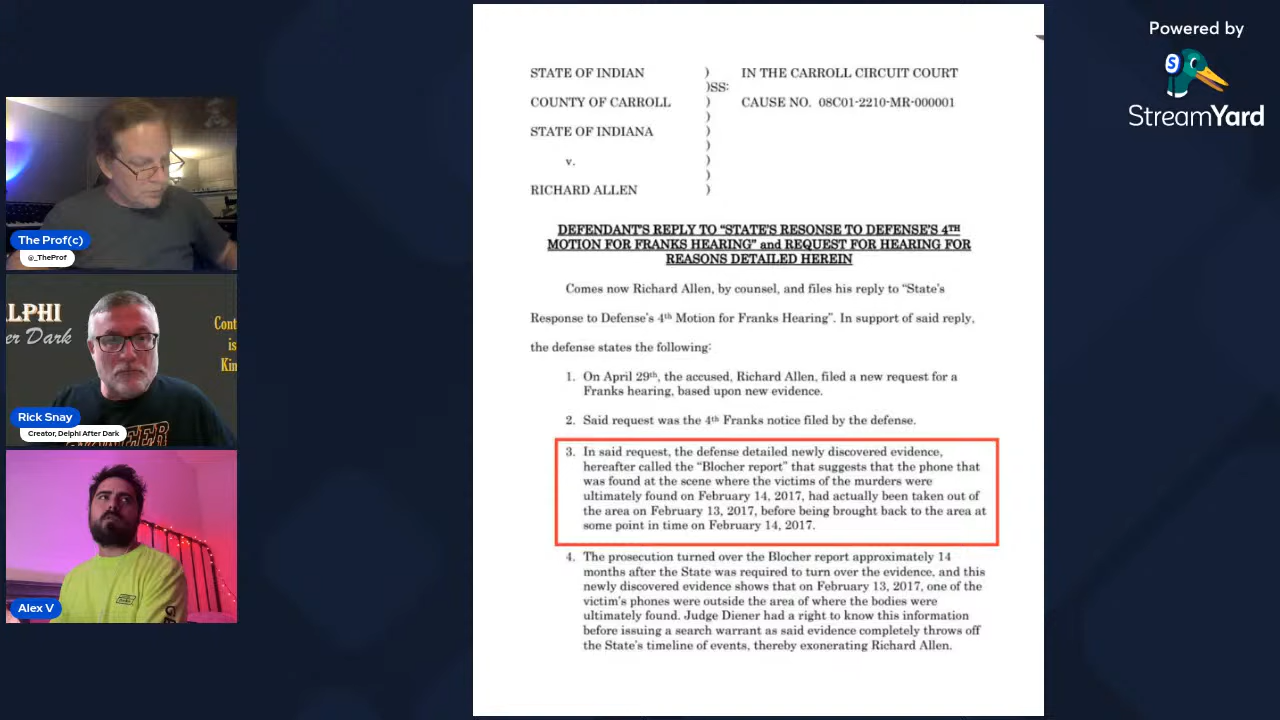 Powered by
S
StreamYard
The Prof(c)
@_TheProf
LPHI
er Dark
Cont
is
Kin
Rick Snay
Creator, Delphi After Dark
Alex V
STATE OF INDIAN ) IN THE CARROLL CIRCUIT COURT
)SS:
COUNTY OF CARROLL ) CAUSE NO. 08C01-2210-MR-000001
)
STATE OF INDIANA )
)
v. )
)
RICHARD ALLEN )
DEFENDANT'S REPLY TO “STATE'S RESONSE TO DEFENSE'S 4TH
MOTION FOR FRANKS HEARING” and REQUEST FOR HEARING FOR
REASONS DETAILED HEREIN
Comes now Richard Allen, by counsel, and files his reply to “State's
Response to Defense's 4th Motion for Franks Hearing”. In support of said reply,
the defense states the following:
1. On April 29th, the accused, Richard Allen, filed a new request for a
Franks hearing, based upon new evidence.
2. Said request was the 4th Franks notice filed by the defense.
3. In said request, the defense detailed newly discovered evidence,
hereafter called the “Blocher report” that suggests that the phone that
was found at the scene where the victims of the murders were
ultimately found on February 14, 2017, had actually been taken out of
the area on February 13, 2017, before being brought back to the area at
some point in time on February 14, 2017.
4. The prosecution turned over the Blocher report approximately 14
months after the State was required to turn over the evidence, and this
newly discovered evidence shows that on February 13, 2017, one of the
victim's phones were outside the area of where the bodies were
ultimately found. Judge Diener had a right to know this information
before issuing a search warrant as said evidence completely throws off
the State's timeline of events, thereby exonerating Richard Allen.